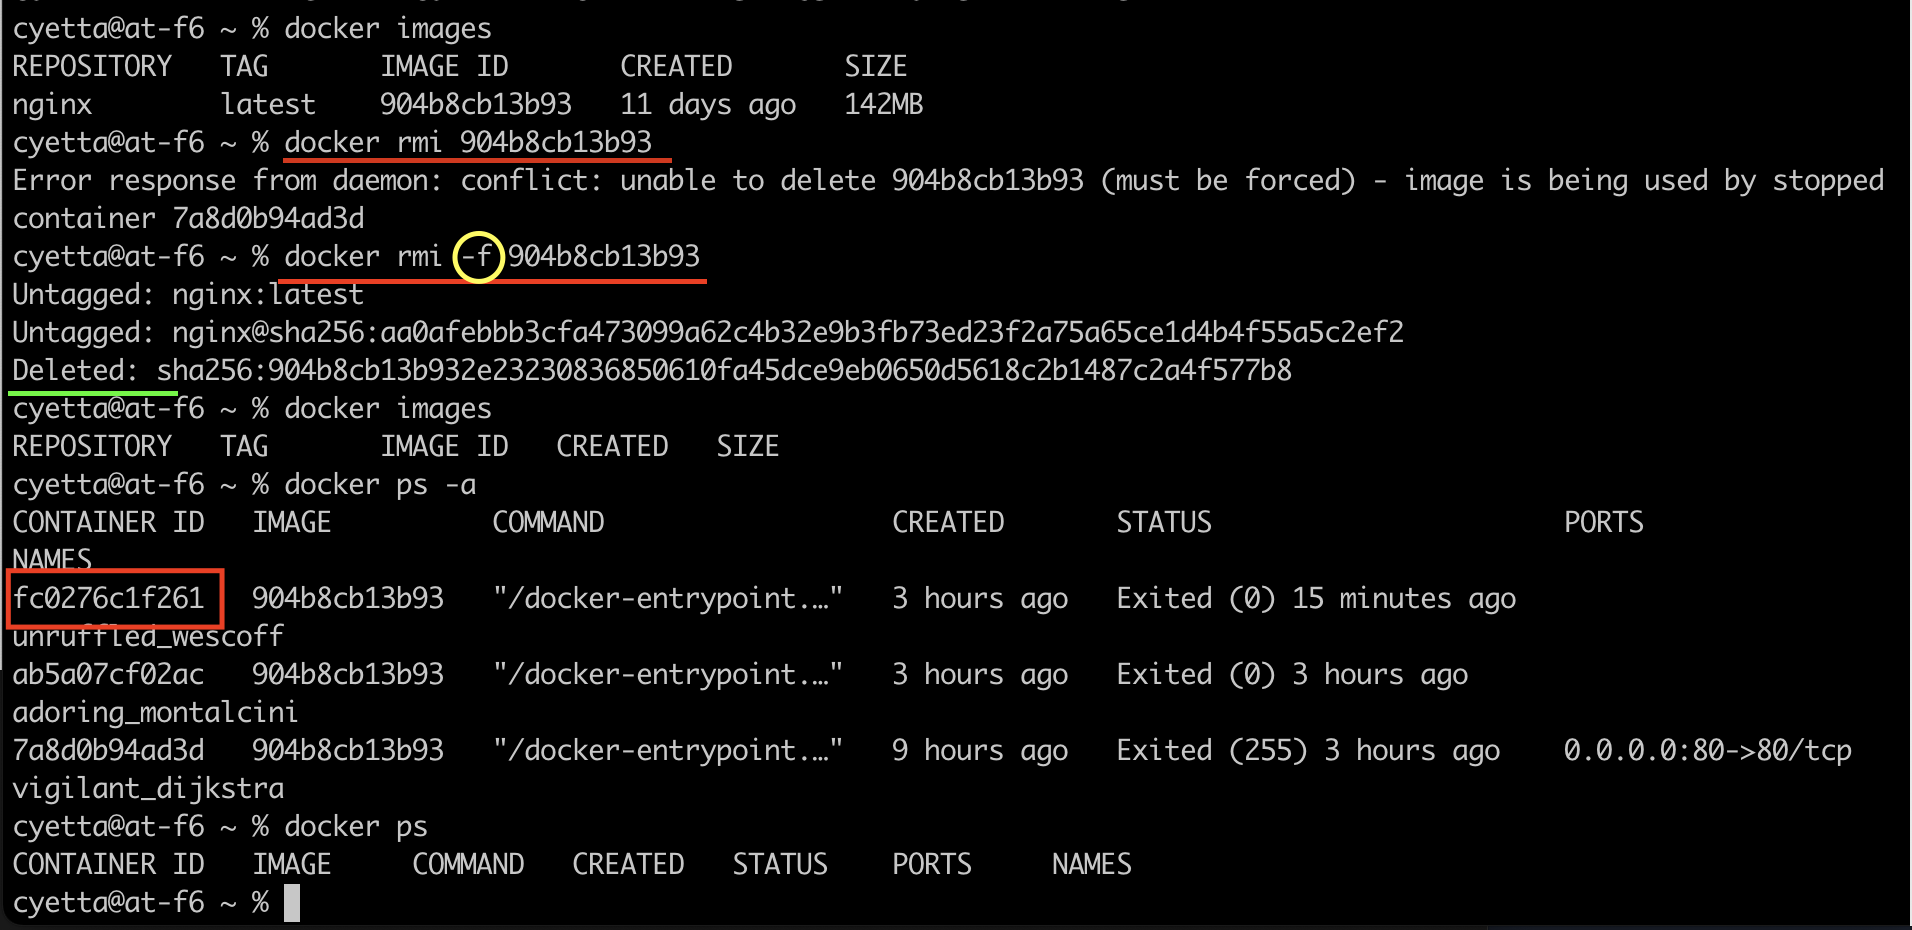 cyetta@at-f6 ~ % docker images
REPOSITORY   TAG       IMAGE ID       CREATED       SIZE
nginx        latest    904b8cb13b93   11 days ago   142MB
cyetta@at-f6 ~ % docker rmi 904b8cb13b93
Error response from daemon: conflict: unable to delete 904b8cb13b93 (must be forced) - image is being used by stopped
container 7a8d0b94ad3d
cyetta@at-f6 ~ % docker rmi -f 904b8cb13b93
Untagged: nginx:latest
Untagged: nginx@sha256:aa0afebbb3cfa473099a62c4b32e9b3fb73ed23f2a75a65ce1d4b4f55a5c2ef2
Deleted: sha256:904b8cb13b932e23230836850610fa45dce9eb0650d5618c2b1487c2a4f577b8
cyetta@at-f6 ~ % docker images
REPOSITORY   TAG       IMAGE ID   CREATED   SIZE
cyetta@at-f6 ~ % docker ps -a
CONTAINER ID   IMAGE          COMMAND                  CREATED       STATUS                      PORTS
NAMES
fc0276c1f261   904b8cb13b93   "/docker-entrypoint.…"   3 hours ago   Exited (0) 15 minutes ago
unruffled_wescoff
ab5a07cf02ac   904b8cb13b93   "/docker-entrypoint.…"   3 hours ago   Exited (0) 3 hours ago
adoring_montalcini
7a8d0b94ad3d   904b8cb13b93   "/docker-entrypoint.…"   9 hours ago   Exited (255) 3 hours ago    0.0.0.0:80->80/tcp
vigilant_dijkstra
cyetta@at-f6 ~ % docker ps
CONTAINER ID   IMAGE     COMMAND   CREATED   STATUS    PORTS     NAMES
cyetta@at-f6 ~ %